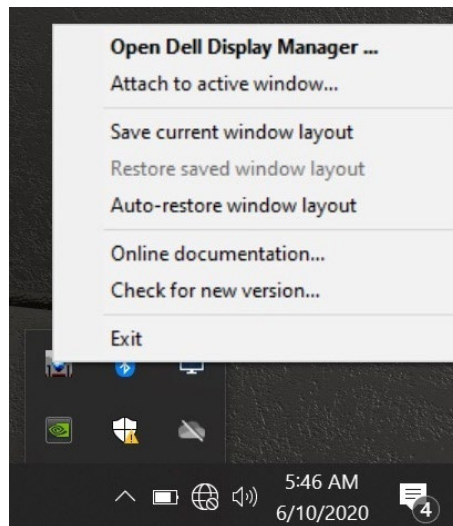 Open Dell Display Manager ...
Attach to active window...
Save current window layout
Restore saved window layout
Auto-restore window layout
Online documentation...
Check for new version...
Exit
5:46 AM
6/10/2020
4